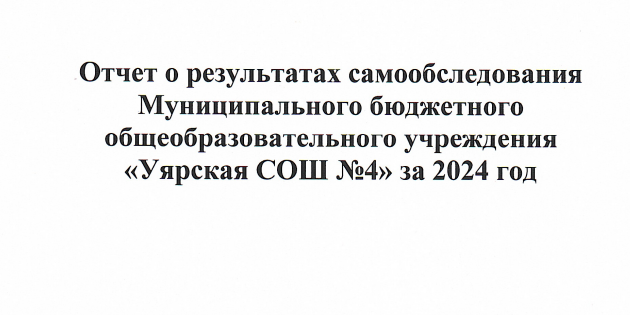 Отчет о результатах самообследования
Муниципального бюджетного
общеобразовательного учреждения
«Уярская СОШ №4» за 2024 год